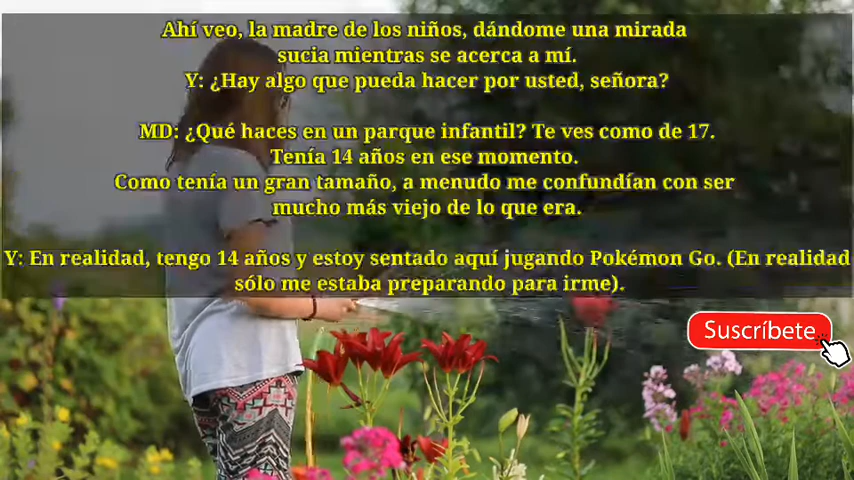 Ahí veo, la madre de los niños, dándome una mirada
sucia mientras se acerca a mí.
Y: ¿Hay algo que pueda hacer por usted, señora?
MD: ¿Qué haces en un parque infantil? Te ves como de 17.
Tenía 14 años en ese momento.
Como tenía un gran tamaño, a menudo me confundían con ser
mucho más viejo de lo que era.
Y: En realidad, tengo 14 años y estoy sentado aquí jugando Pokémon Go. (En realidad
sólo me estaba preparando para irme).
Suscríbete